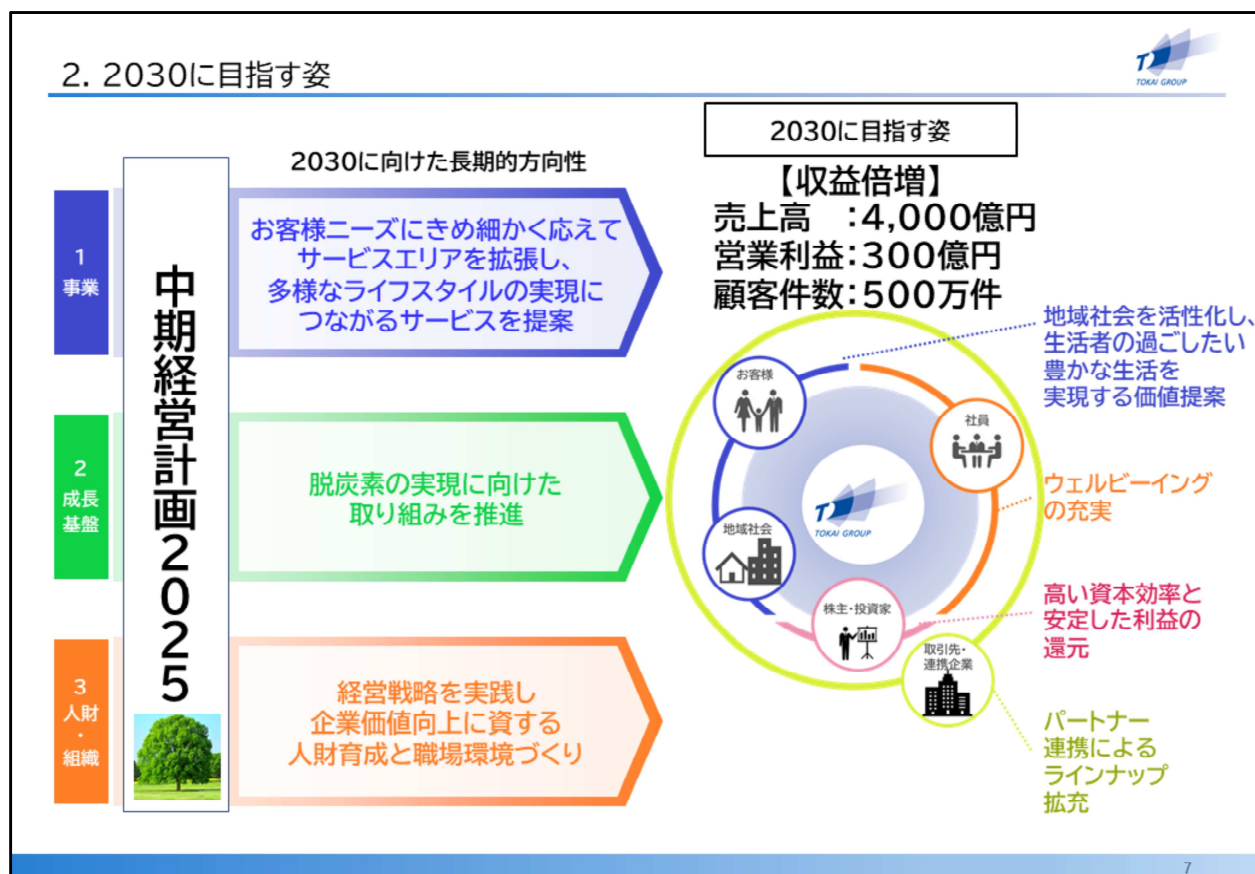 2. 2030に目指す姿
TOKAI GROUP
中期経営計画2025
2030に向けた長期的方向性
1
事業
お客様ニーズにきめ細かく応えて
サービスエリアを拡張し、
多様なライフスタイルの実現に
つながるサービスを提案
2
成長
基盤
脱炭素の実現に向けた
取り組みを推進
3
人財
・
組織
経営戦略を実践し
企業価値向上に資する
人財育成と職場環境づくり
2030に目指す姿
【収益倍増】
売上高　:4,000億円
営業利益:300億円
顧客件数:500万件
お客様
社員
地域社会
株主・投資家
取引先・
連携企業
T
TOKAI GROUP
地域社会を活性化し、
生活者の過ごしたい
豊かな生活を
実現する価値提案
ウェルビーイング
の充実
高い資本効率と
安定した利益の
還元
パートナー
連携による
ラインナップ
拡充
7